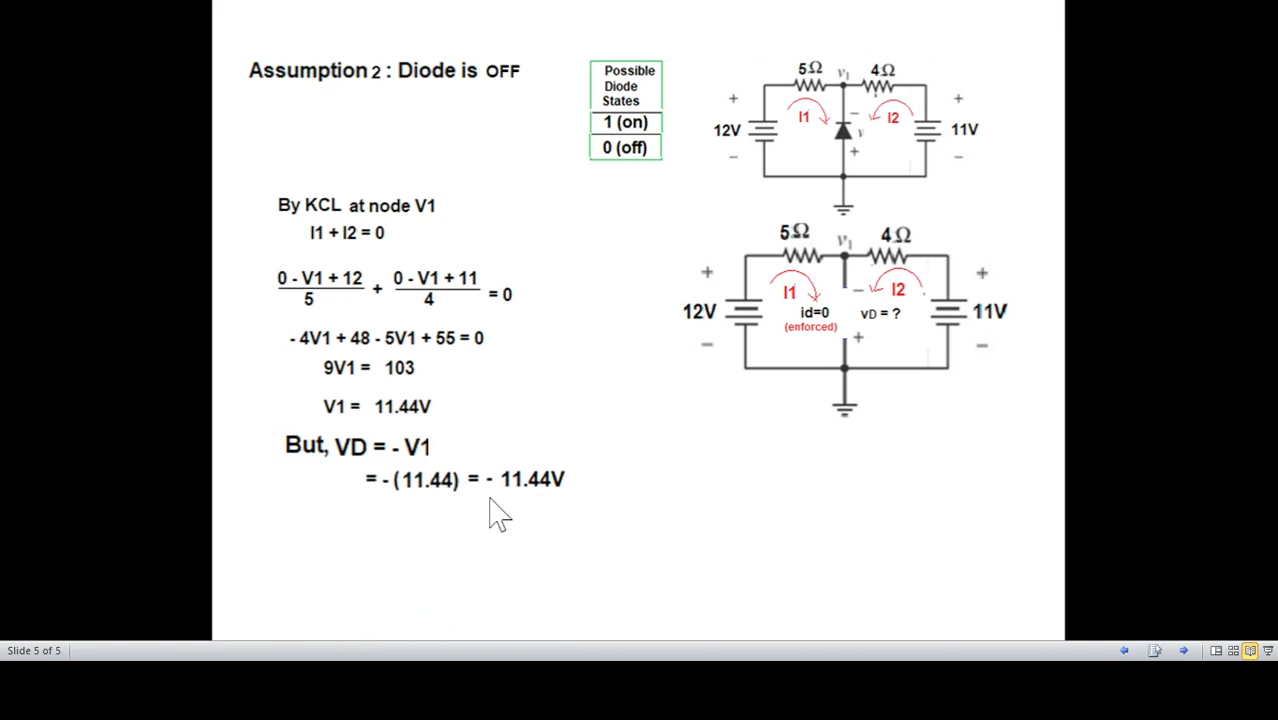 Assumption 2 : Diode is OFF
Possible
Diode
States
1 (on)
0 (off)
5Ω v1 4Ω
+ +
I1 − I2
12V v 11V
− + −
By KCL at node V1
I1 + I2 = 0
0 - V1 + 12 + 0 - V1 + 11 = 0
5 4
- 4V1 + 48 - 5V1 + 55 = 0
9V1 = 103
V1 = 11.44V
But, VD = - V1
= - (11.44) = - 11.44V
5Ω v1 4Ω
+ +
I1 − I2
12V id=0 vD = ? 11V
(enforced)
− + −
Slide 5 of 5